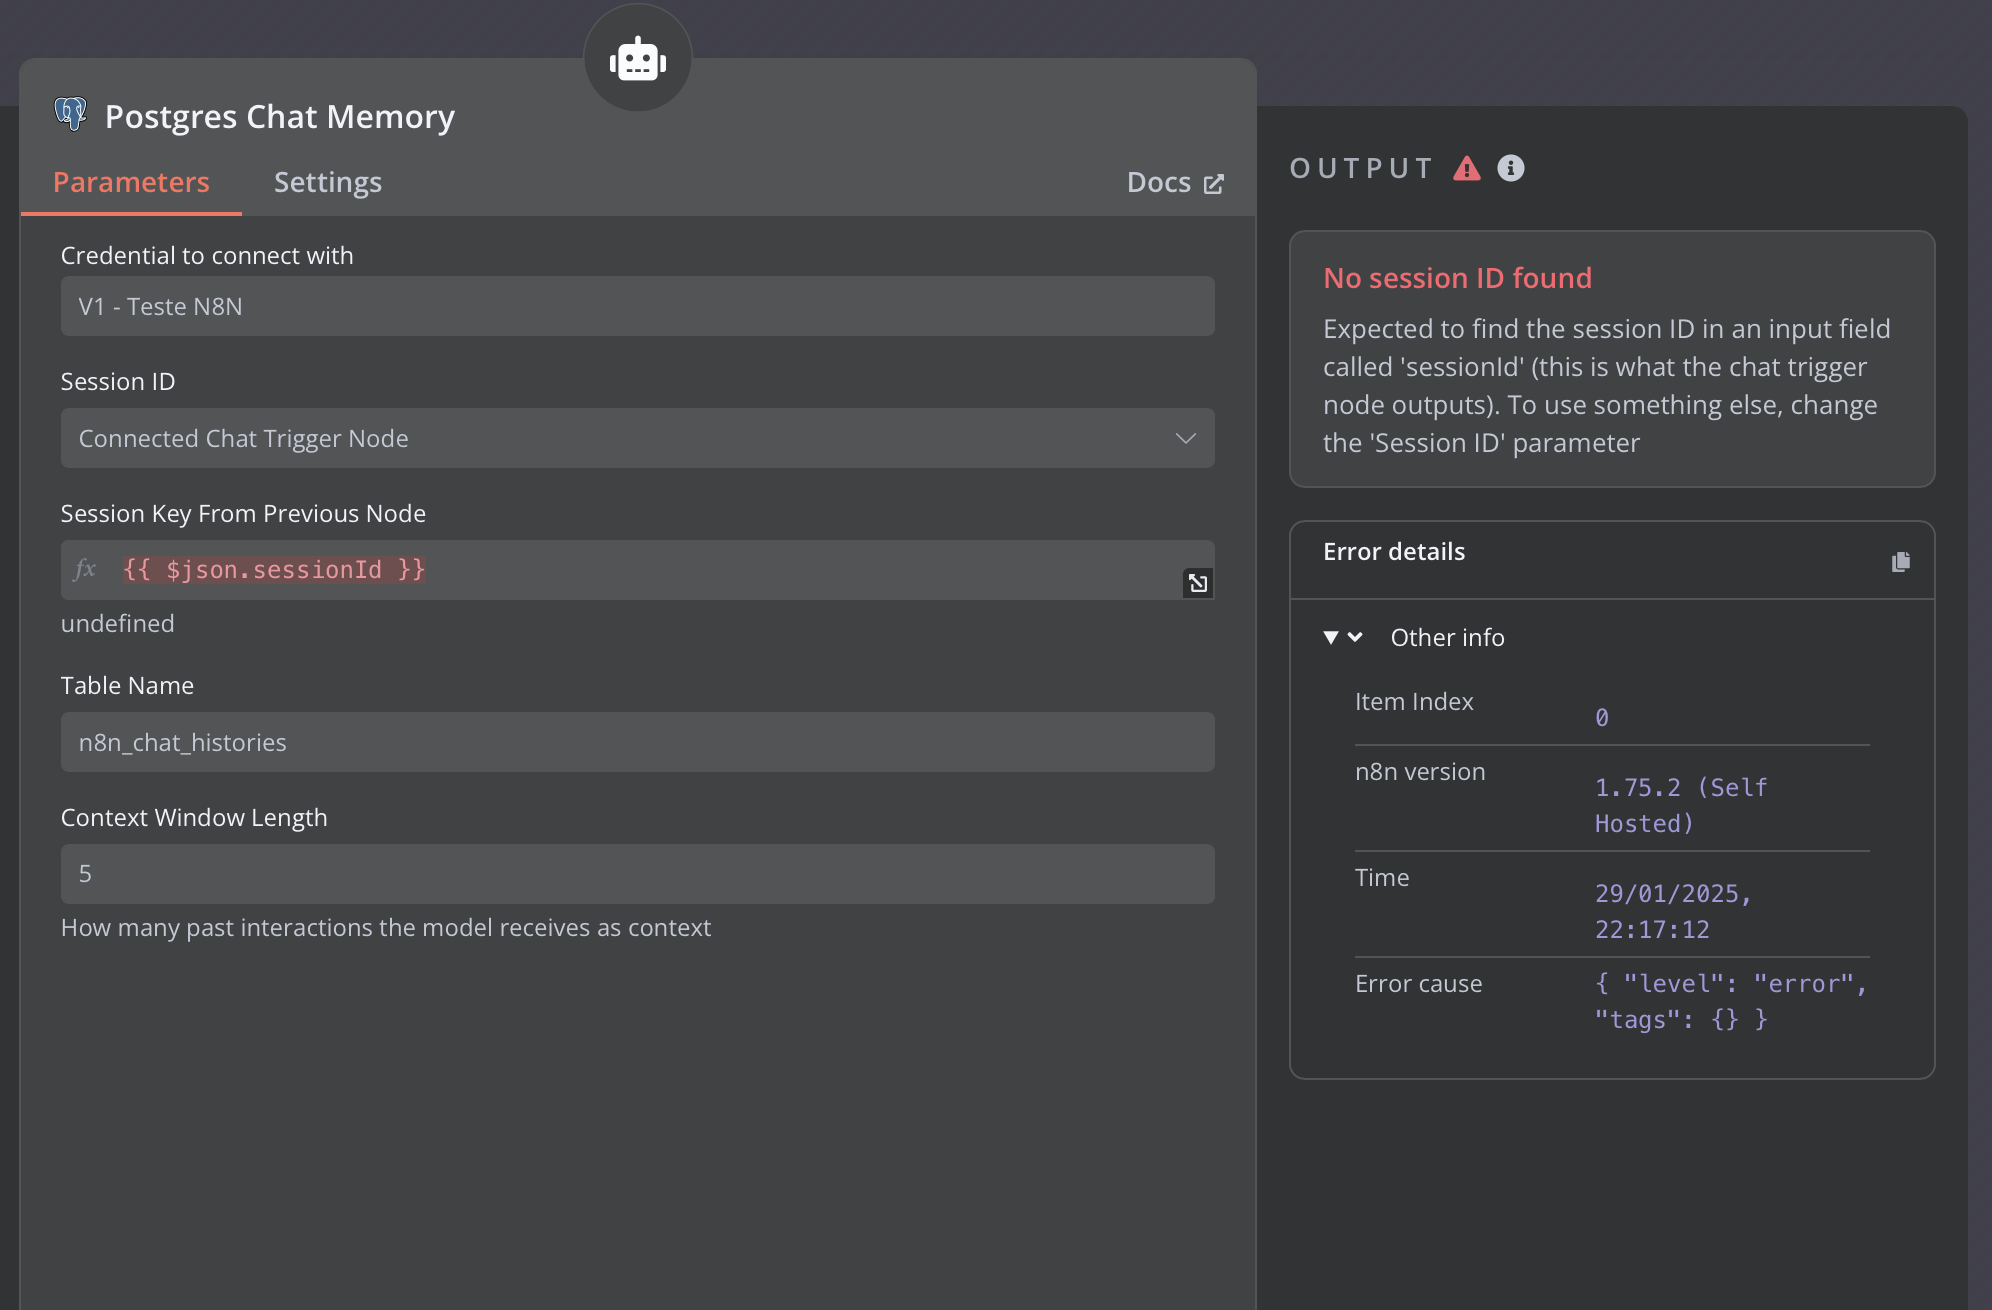 Postgres Chat Memory
Parameters
Settings
Docs
Credential to connect with
V1 - Teste N8N
Session ID
Connected Chat Trigger Node
Session Key From Previous Node
fx {{ $json.sessionId }}
undefined
Table Name
n8n_chat_histories
Context Window Length
5
How many past interactions the model receives as context
OUTPUT
No session ID found
Expected to find the session ID in an input field
called 'sessionId' (this is what the chat trigger
node outputs). To use something else, change
the 'Session ID' parameter
Error details
Other info
Item Index
0
n8n version
1.75.2 (Self
Hosted)
Time
29/01/2025,
22:17:12
Error cause
{ "level": "error",
"tags": {} }